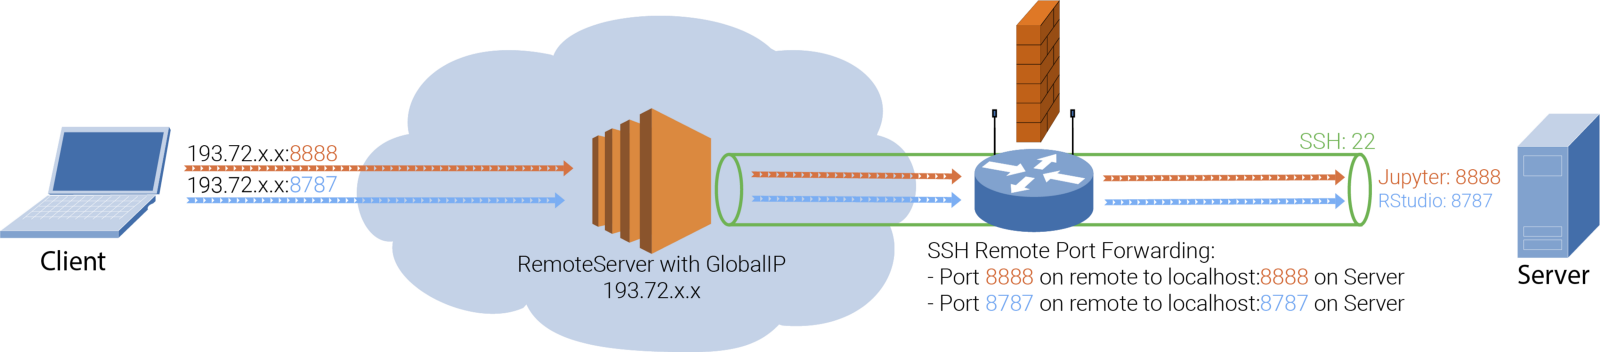 193.72.x.x:8888
193.72.x.x:8787
Client
RemoteServer with GlobalIP
193.72.x.x
SSH: 22
Jupyter: 8888
RStudio: 8787
SSH Remote Port Forwarding:
- Port 8888 on remote to localhost:8888 on Server
- Port 8787 on remote to localhost:8787 on Server
Server